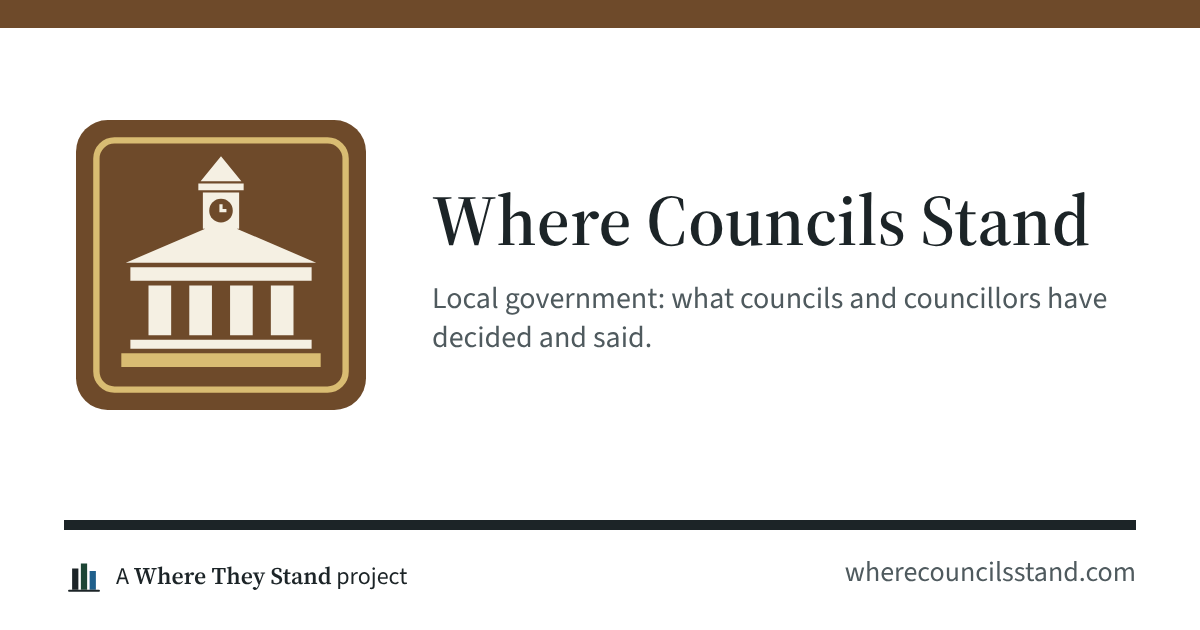 Where Councils Stand
Local government: what councils and councillors have
decided and said.
A Where They Stand project
wherecouncilsstand.com